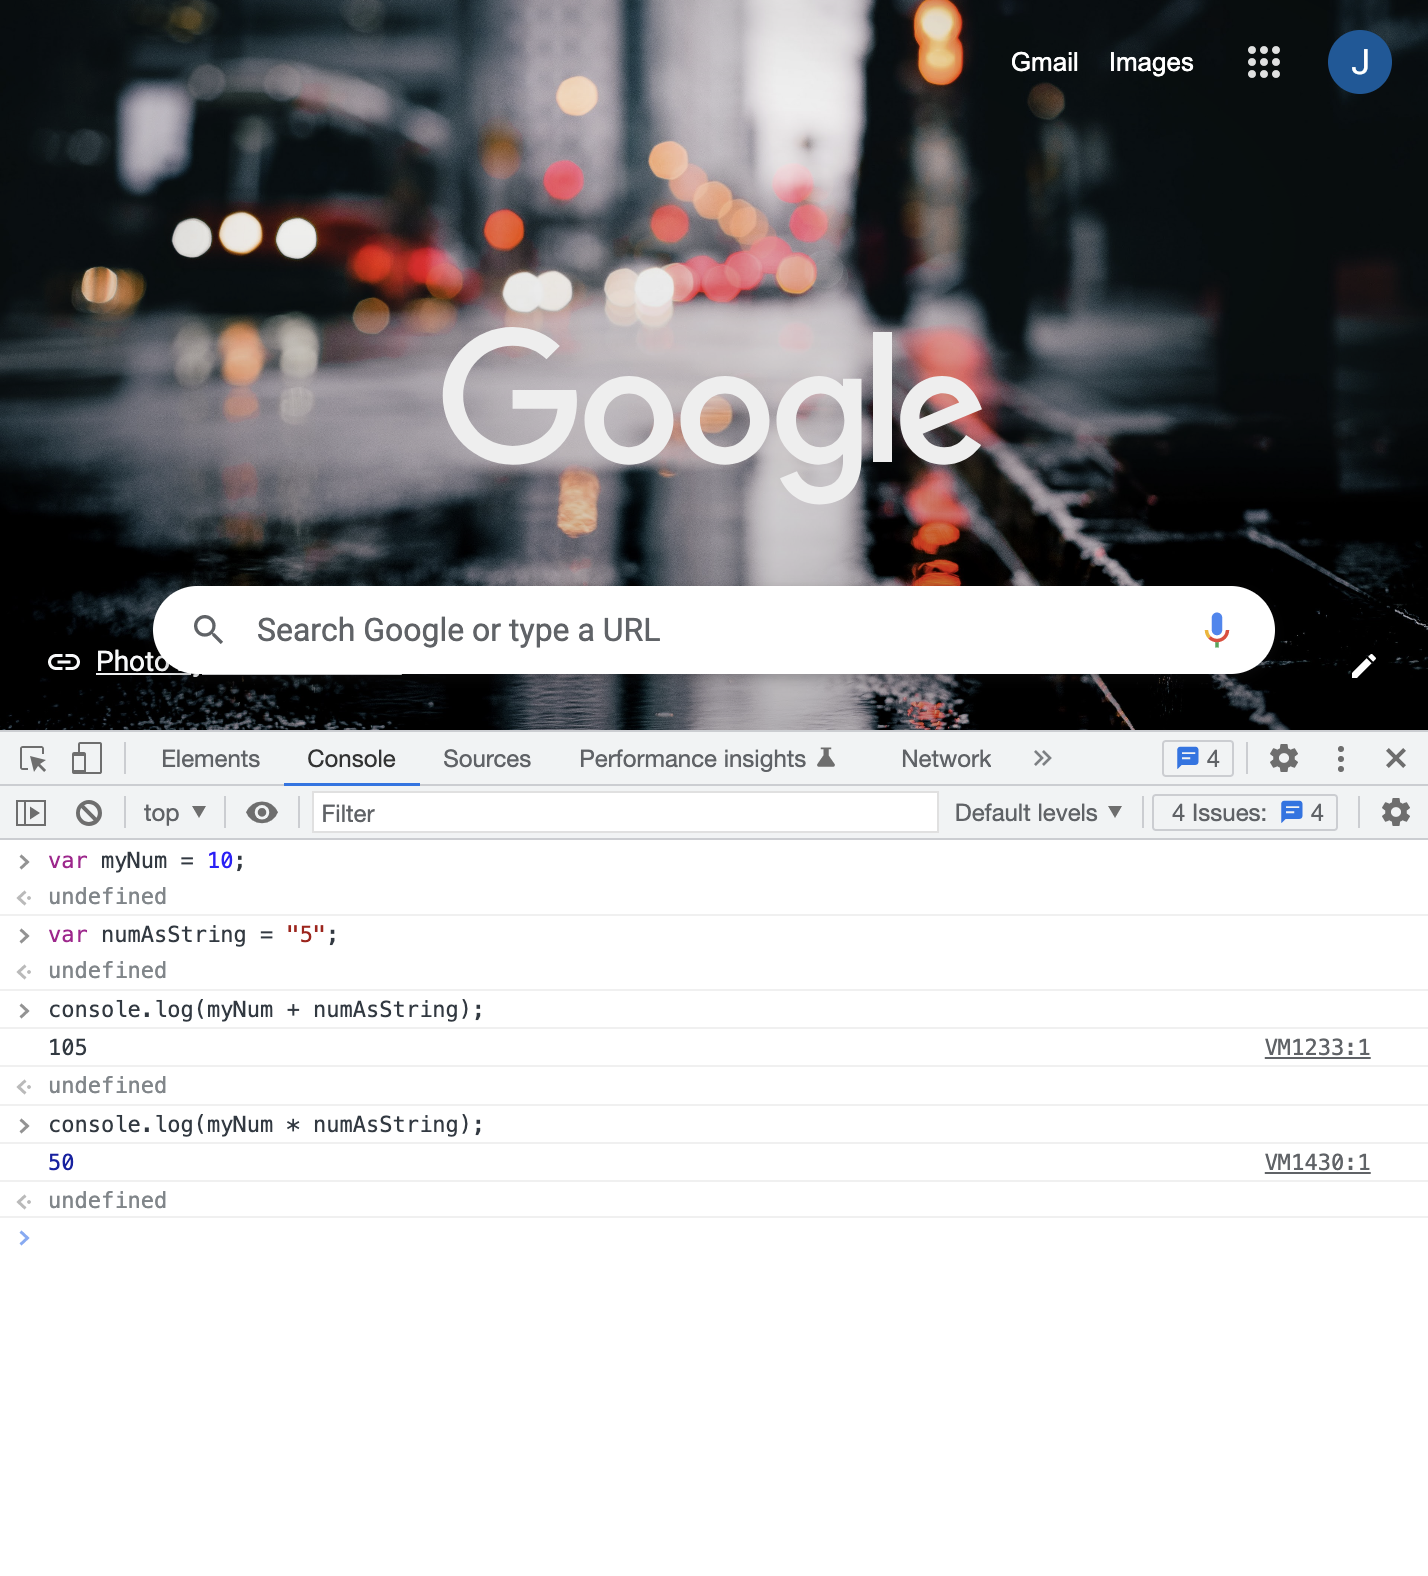 Gmail Images J
Google
Search Google or type a URL
Photo
Elements Console Sources Performance insights Network 4
top Filter Default levels 4 Issues: 4
> var myNum = 10;
undefined
> var numAsString = "5";
undefined
> console.log(myNum + numAsString);
105 VM1233:1
undefined
> console.log(myNum * numAsString);
50 VM1430:1
undefined
>